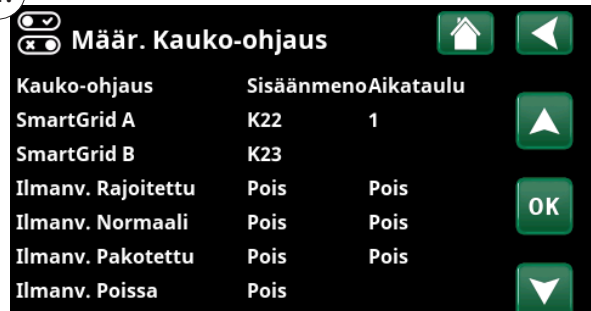 Määr. Kauko-ohjaus
Kauko-ohjaus Sisäänmeno Aikataulu
SmartGrid A K22 1
SmartGrid B K23
Ilmanv. Rajoitettu Pois Pois
Ilmanv. Normaali Pois Pois
OK
Ilmanv. Pakotettu Pois Pois
Ilmanv. Poissa Pois